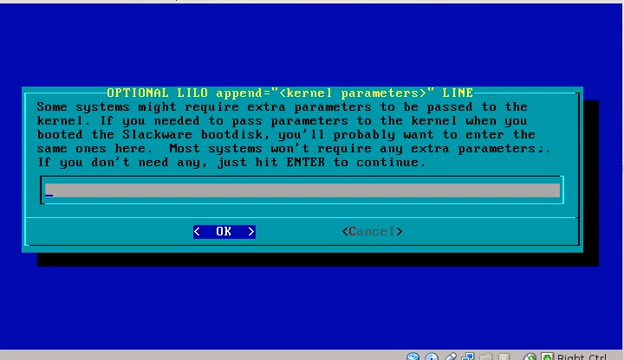 OPTIONAL LILO append="<kernel parameters>" LINE
Some systems might require extra parameters to be passed to the
kernel. If you needed to pass parameters to the kernel when you
booted the Slackware bootdisk, you'll probably want to enter the
same ones here.  Most systems won't require any extra parameters..
If you don't need any, just hit ENTER to continue.
< OK > <Cancel>
Right Ctrl